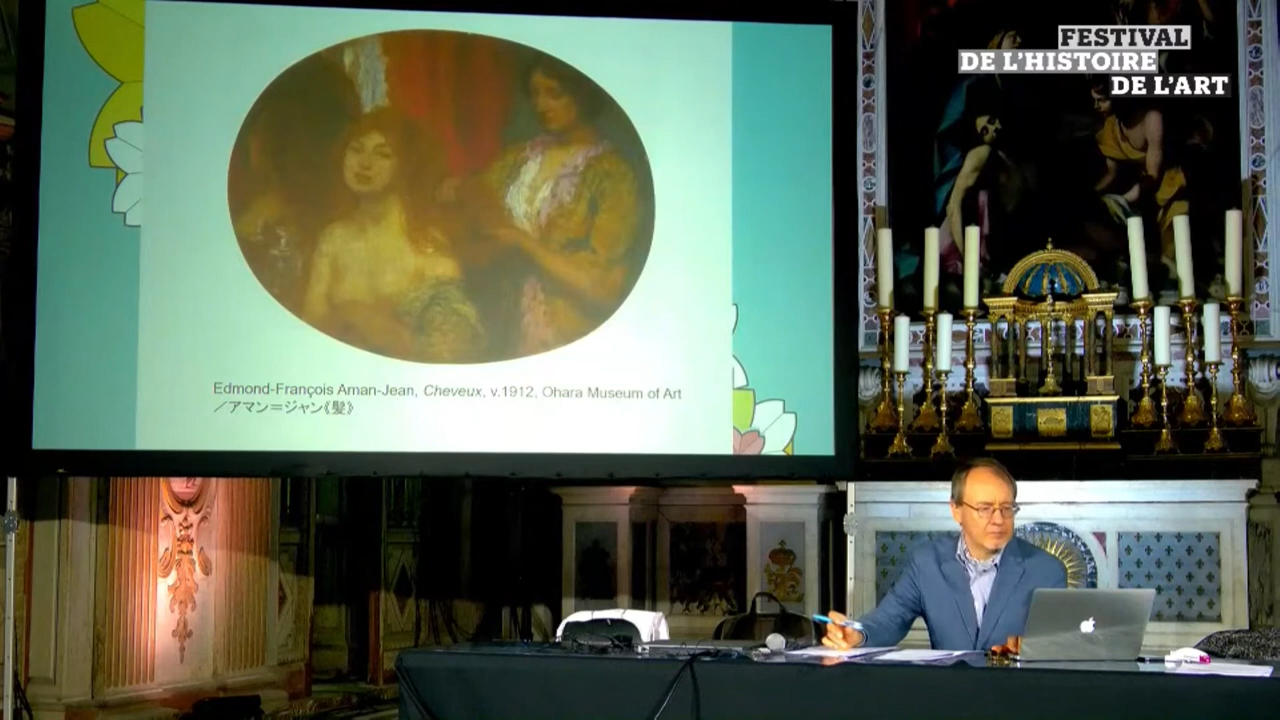 FESTIVAL
DE L'HISTOIRE
DE L'ART
Edmond-François Aman-Jean, Cheveux, v.1912, Ohara Museum of Art
／アマン＝ジャン《髪》